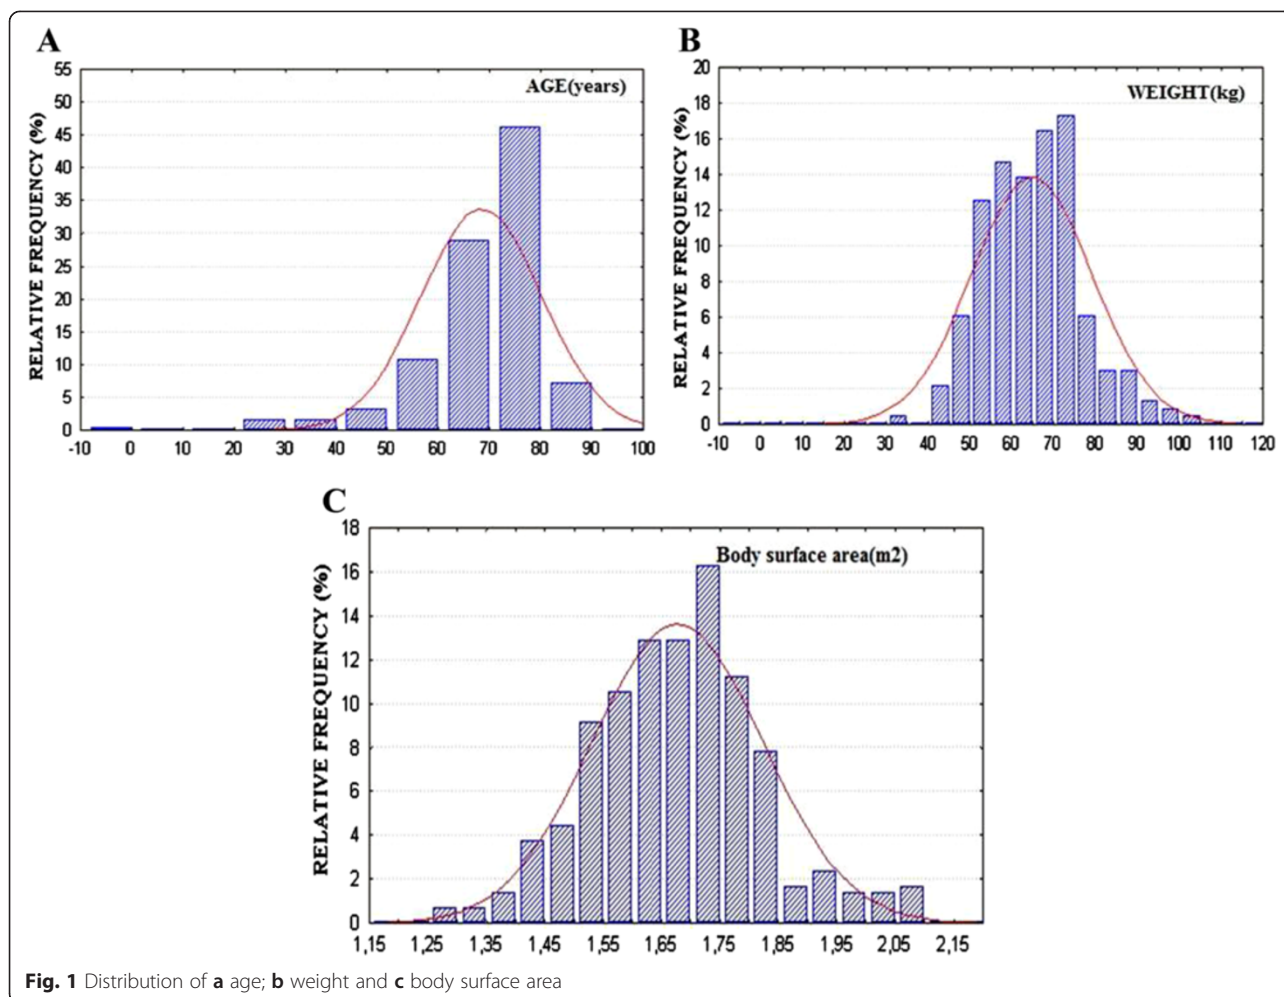 A
AGE(years)
RELATIVE FREQUENCY (%)
55
50
45
40
35
30
25
20
15
10
5
0
-10 0 10 20 30 40 50 60 70 80 90 100
B
WEIGHT(kg)
RELATIVE FREQUENCY (%)
20
18
16
14
12
10
8
6
4
2
0
-10 0 10 20 30 40 50 60 70 80 90 100 110 120
C
Body surface area(m2)
RELATIVE FREQUENCY (%)
18
16
14
12
10
8
6
4
2
0
1,15 1,25 1,35 1,45 1,55 1,65 1,75 1,85 1,95 2,05 2,15
Fig. 1 Distribution of a age; b weight and c body surface area